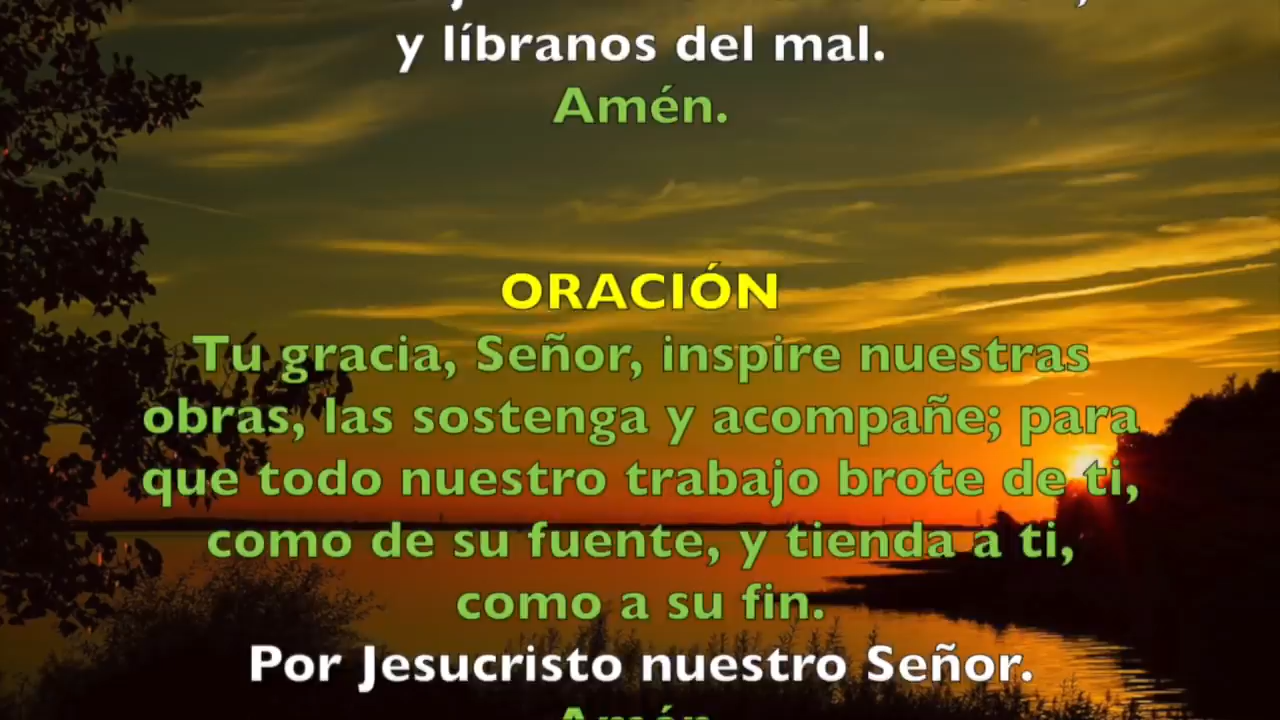 y líbranos del mal.
Amén.
ORACIÓN
Tu gracia, Señor, inspire nuestras
obras, las sostenga y acompañe; para
que todo nuestro trabajo brote de ti,
como de su fuente, y tienda a ti,
como a su fin.
Por Jesucristo nuestro Señor.
Amén